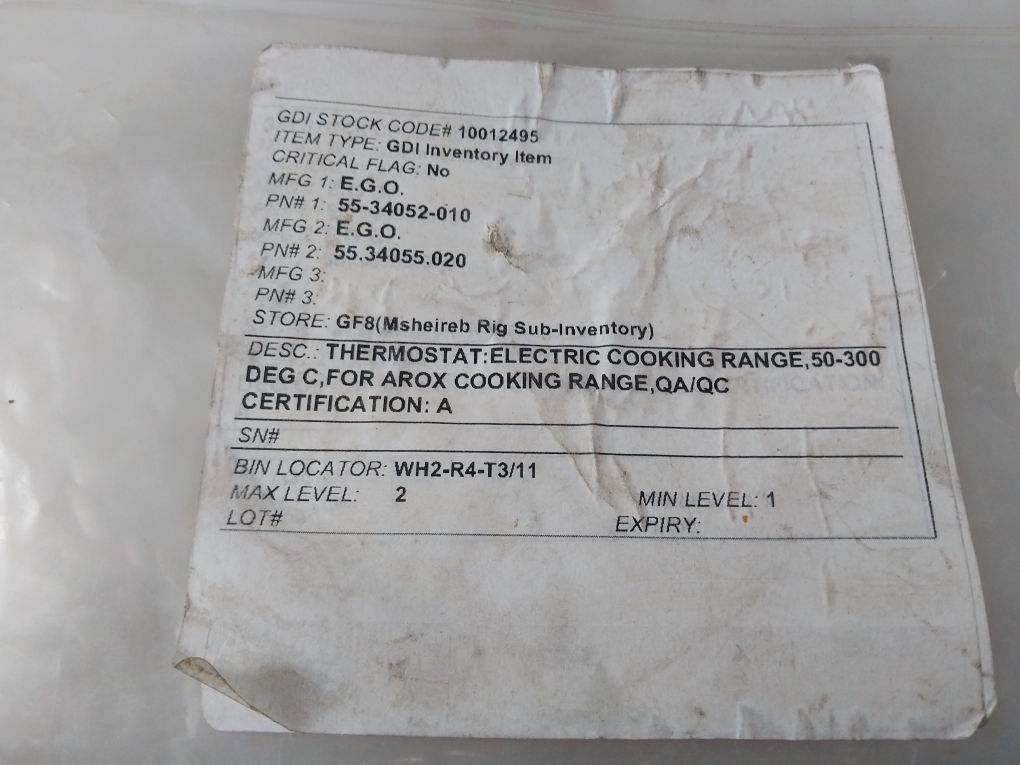 GDI STOCK CODE# 10012495
ITEM TYPE: GDI Inventory Item
CRITICAL FLAG: No
MFG 1: E.G.O.
PN# 1: 55-34052-010
MFG 2: E.G.O.
PN# 2: 55.34055.020
MFG 3:
PN# 3:
STORE: GF8(Msheireb Rig Sub-Inventory)
DESC.: THERMOSTAT:ELECTRIC COOKING RANGE,50-300
DEG C,FOR AROX COOKING RANGE,QA/QC
CERTIFICATION: A
SN#
BIN LOCATOR: WH2-R4-T3/11
MAX LEVEL: 2 MIN LEVEL: 1
LOT# EXPIRY: